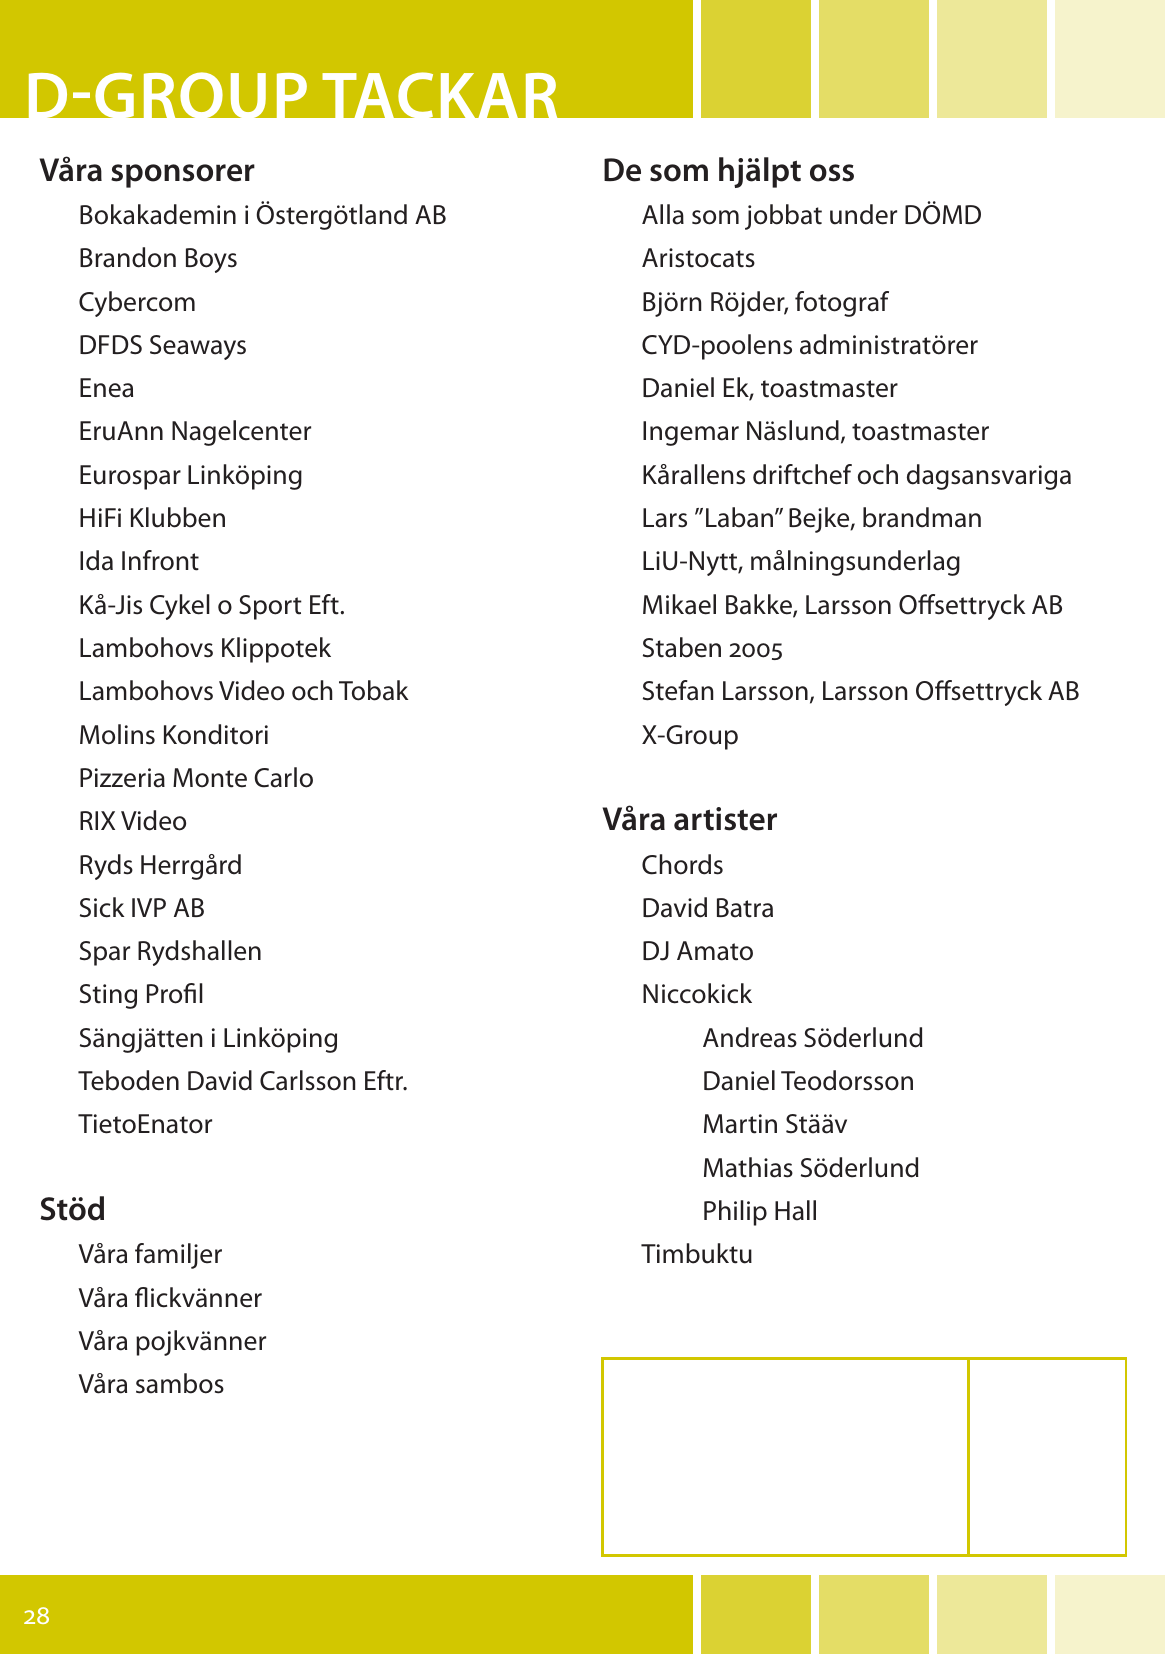 D-GROUP TACKAR
Våra sponsorer
Bokakademin i Östergötland AB
Brandon Boys
Cybercom
DFDS Seaways
Enea
EruAnn Nagelcenter
Eurospar Linköping
HiFi Klubben
Ida Infront
Kå-Jis Cykel o Sport Eft.
Lambohovs Klippotek
Lambohovs Video och Tobak
Molins Konditori
Pizzeria Monte Carlo
RIX Video
Ryds Herrgård
Sick IVP AB
Spar Rydshallen
Sting Profil
Sängjätten i Linköping
Teboden David Carlsson Eftr.
TietoEnator
Stöd
Våra familjer
Våra flickvänner
Våra pojkvänner
Våra sambos
De som hjälpt oss
Alla som jobbat under DÖMD
Aristocats
Björn Röjder, fotograf
CYD-poolens administratörer
Daniel Ek, toastmaster
Ingemar Näslund, toastmaster
Kårallens driftchef och dagsansvariga
Lars ”Laban” Bejke, brandman
LiU-Nytt, målningsunderlag
Mikael Bakke, Larsson Offsettryck AB
Staben 2005
Stefan Larsson, Larsson Offsettryck AB
X-Group
Våra artister
Chords
David Batra
DJ Amato
Niccokick
Andreas Söderlund
Daniel Teodorsson
Martin Stääv
Mathias Söderlund
Philip Hall
Timbuktu
28